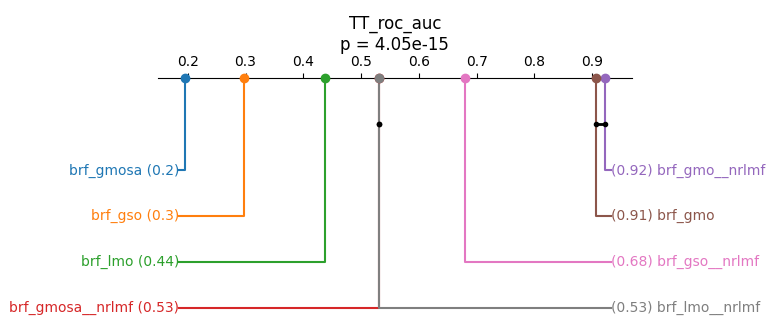 TT_roc_auc
p = 4.05e-15
0.2 0.3 0.4 0.5 0.6 0.7 0.8 0.9
brf_gmosa (0.2) (0.92) brf_gmo__nrlmf
brf_gso (0.3) (0.91) brf_gmo
brf_lmo (0.44) (0.68) brf_gso__nrlmf
brf_gmosa__nrlmf (0.53) (0.53) brf_lmo__nrlmf